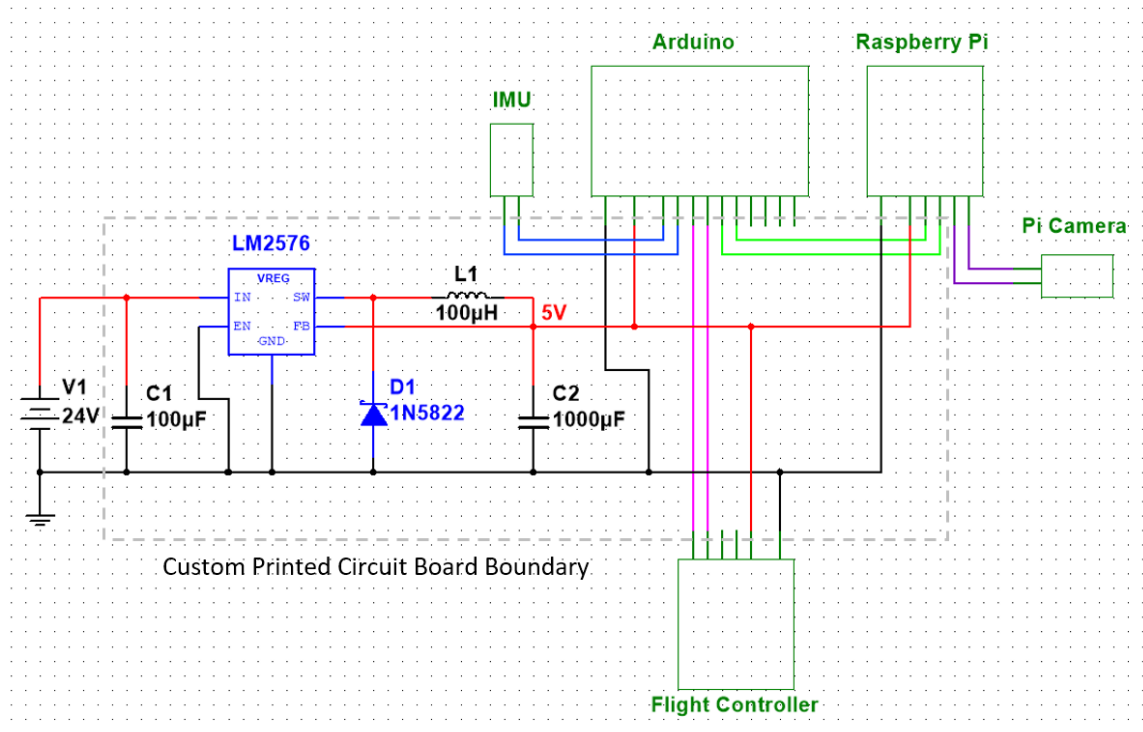 Arduino
Raspberry Pi
IMU
Pi Camera
LM2576
VREG
IN
SW
EN
FB
GND
L1
100µH
5V
V1
24V
C1
100µF
D1
1N5822
C2
1000µF
Custom Printed Circuit Board Boundary
Flight Controller